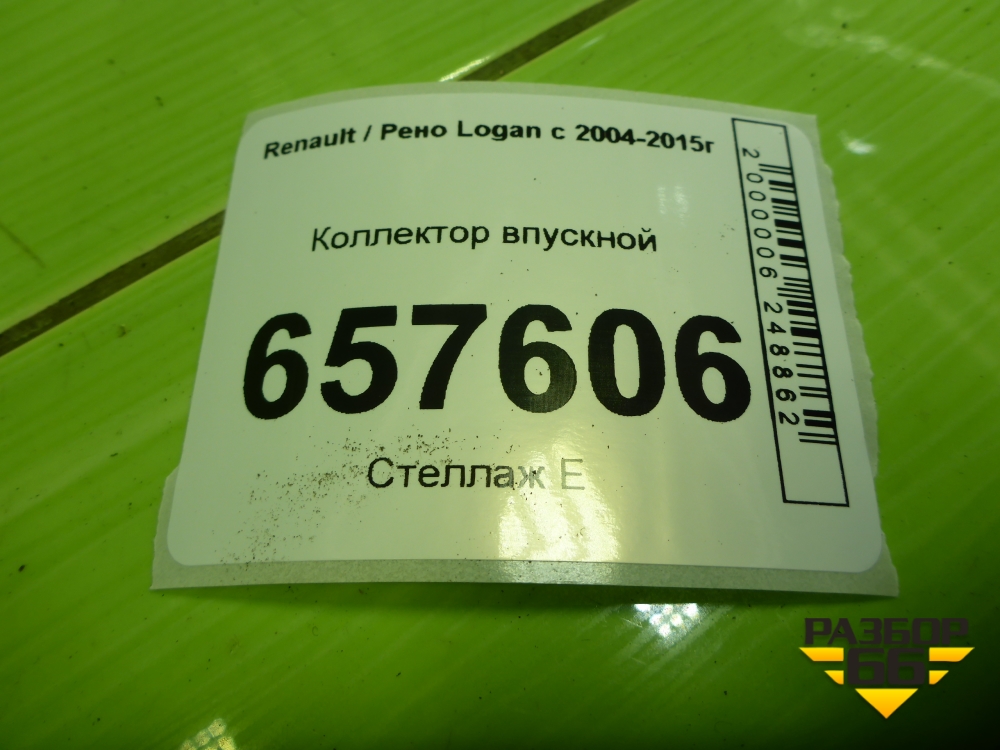 Renault / Рено Logan с 2004-2015г
Коллектор впускной
657606
Стеллаж Е
2000006248862
РАЗБОР
66